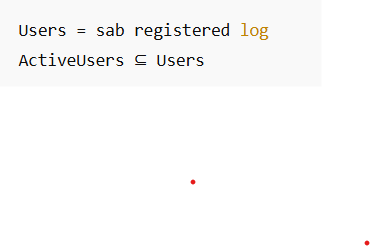 Users = sab registered log
ActiveUsers ⊆ Users